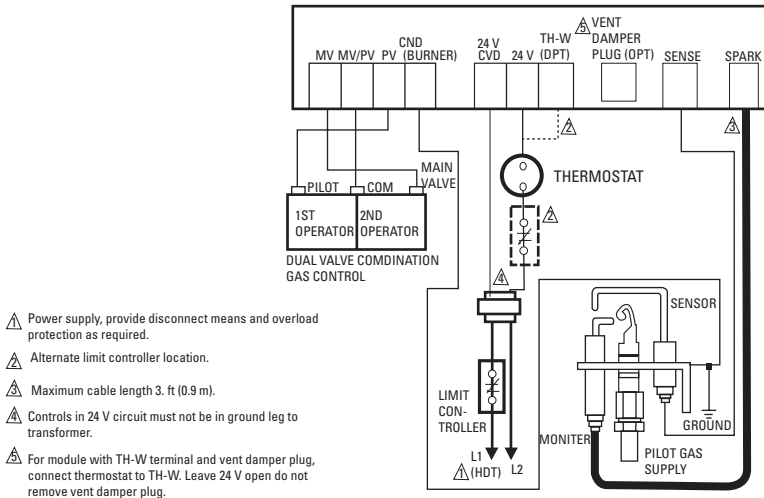 MV MV/PV PV
CND
(BURNER)
24 V
CVD
24 V
TH-W
(DPT)
5 VENT
DAMPER
PLUG (OPT)
SENSE
SPARK
2
3
MAIN
VALVE
PILOT
COM
1ST
OPERATOR
2ND
OPERATOR
DUAL VALVE COMDINATION
GAS CONTROL
THERMOSTAT
2
4
SENSOR
LIMIT
CON-
TROLLER
L1
1 (HDT)
L2
MONITER
PILOT GAS
SUPPLY
GROUND
1 Power supply, provide disconnect means and overload
protection as required.
2 Alternate limit controller location.
3 Maximum cable length 3. ft (0.9 m).
4 Controls in 24 V circuit must not be in ground leg to
transformer.
5 For module with TH-W terminal and vent damper plug,
connect thermostat to TH-W. Leave 24 V open do not
remove vent damper plug.